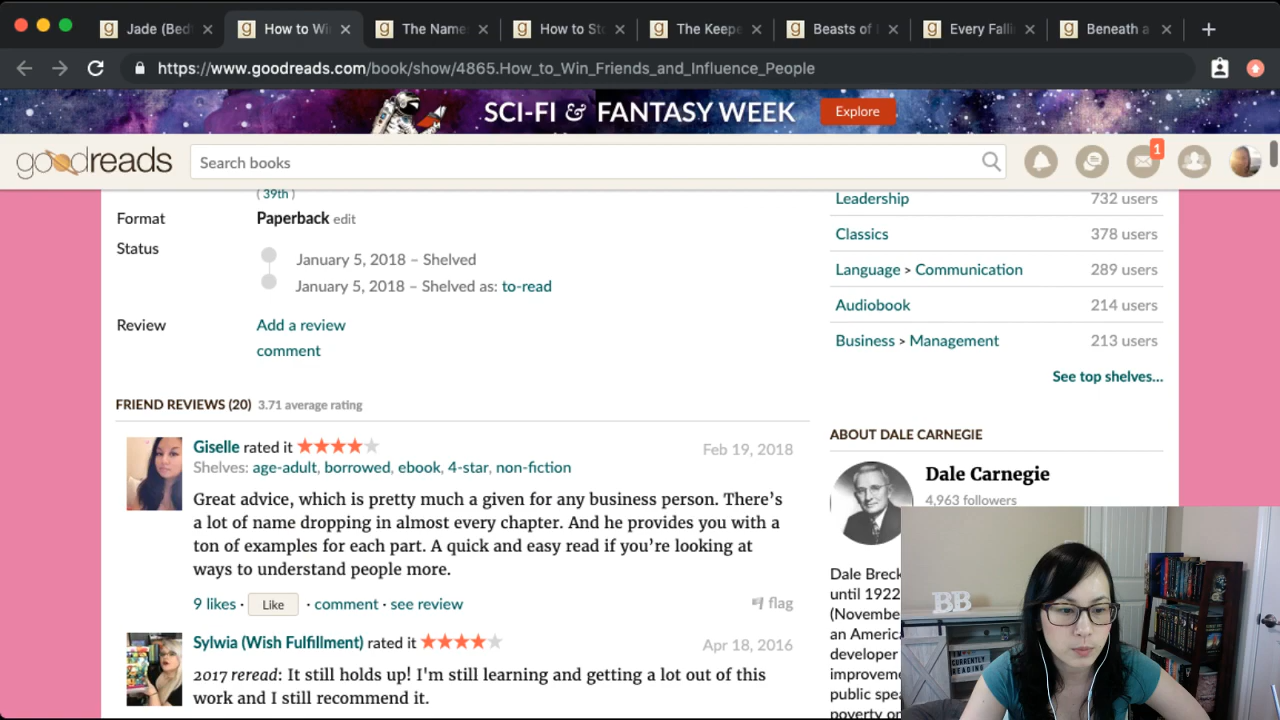 Jade (Bed
How to Wi
The Name
How to St
The Keepe
Beasts of
Every Falli
Beneath a
https://www.goodreads.com/book/show/4865.How_to_Win_Friends_and_Influence_People
SCI-FI & FANTASY WEEK
Explore
goodreads
Search books
1
( 39th )
Format Paperback edit
Status
January 5, 2018 – Shelved
January 5, 2018 – Shelved as: to-read
Review Add a review
comment
FRIEND REVIEWS (20) 3.71 average rating
Giselle rated it
Feb 19, 2018
Shelves: age-adult, borrowed, ebook, 4-star, non-fiction
Great advice, which is pretty much a given for any business person. There’s
a lot of name dropping in almost every chapter. And he provides you with a
ton of examples for each part. A quick and easy read if you’re looking at
ways to understand people more.
9 likes · Like · comment · see review
flag
Sylwia (Wish Fulfillment) rated it
Apr 18, 2016
2017 reread: It still holds up! I'm still learning and getting a lot out of this
work and I still recommend it.
Leadership 732 users
Classics 378 users
Language > Communication 289 users
Audiobook 214 users
Business > Management 213 users
See top shelves...
ABOUT DALE CARNEGIE
Dale Carnegie
4,963 followers
Dale Breck
until 1922
(November
an America
developer
improveme
public spea
poverty on
BB
CURRENTLY
READING